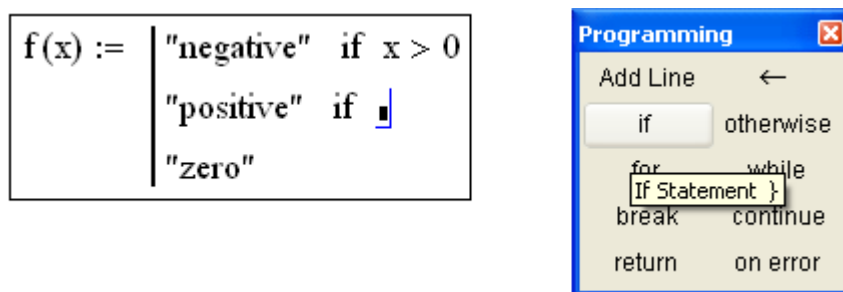 f(x) := "negative" if x > 0
"positive" if
"zero"
Programming
Add Line ←
if otherwise
for while
If Statement }
break continue
return on error